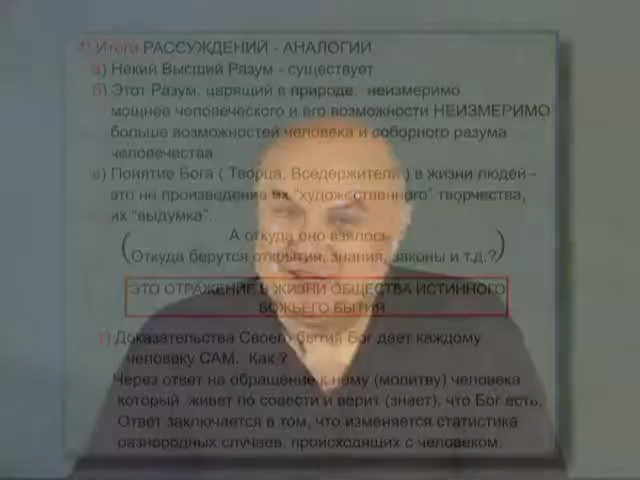 1) Итоги РАССУЖДЕНИЙ - АНАЛОГИИ
а) Некий Высший Разум - существует
б) Этот Разум, царящий в природе, неизмеримо
мощнее человеческого и его возможности НЕИЗМЕРИМО
больше возможностей человека и соборного разума
человечества
в) Понятие Бога ( Творца, Вседержителя ) в жизни людей –
это не произведение их "художественного" творчества,
их "выдумка".
А откуда оно взялось
(Откуда берутся открытия, знания, законы и т.д.?)
ЭТО ОТРАЖЕНИЕ В ЖИЗНИ ОБЩЕСТВА ИСТИННОГО
БОЖЬЕГО БЫТИЯ
г) Доказательства Своего бытия Бог дает каждому
человеку САМ. Как ?
Через ответ на обращение к нему (молитву) человека
который живет по совести и верит (знает), что Бог есть.
Ответ заключается в том, что изменяется статистика
разнородных случаев, происходящих с человеком.